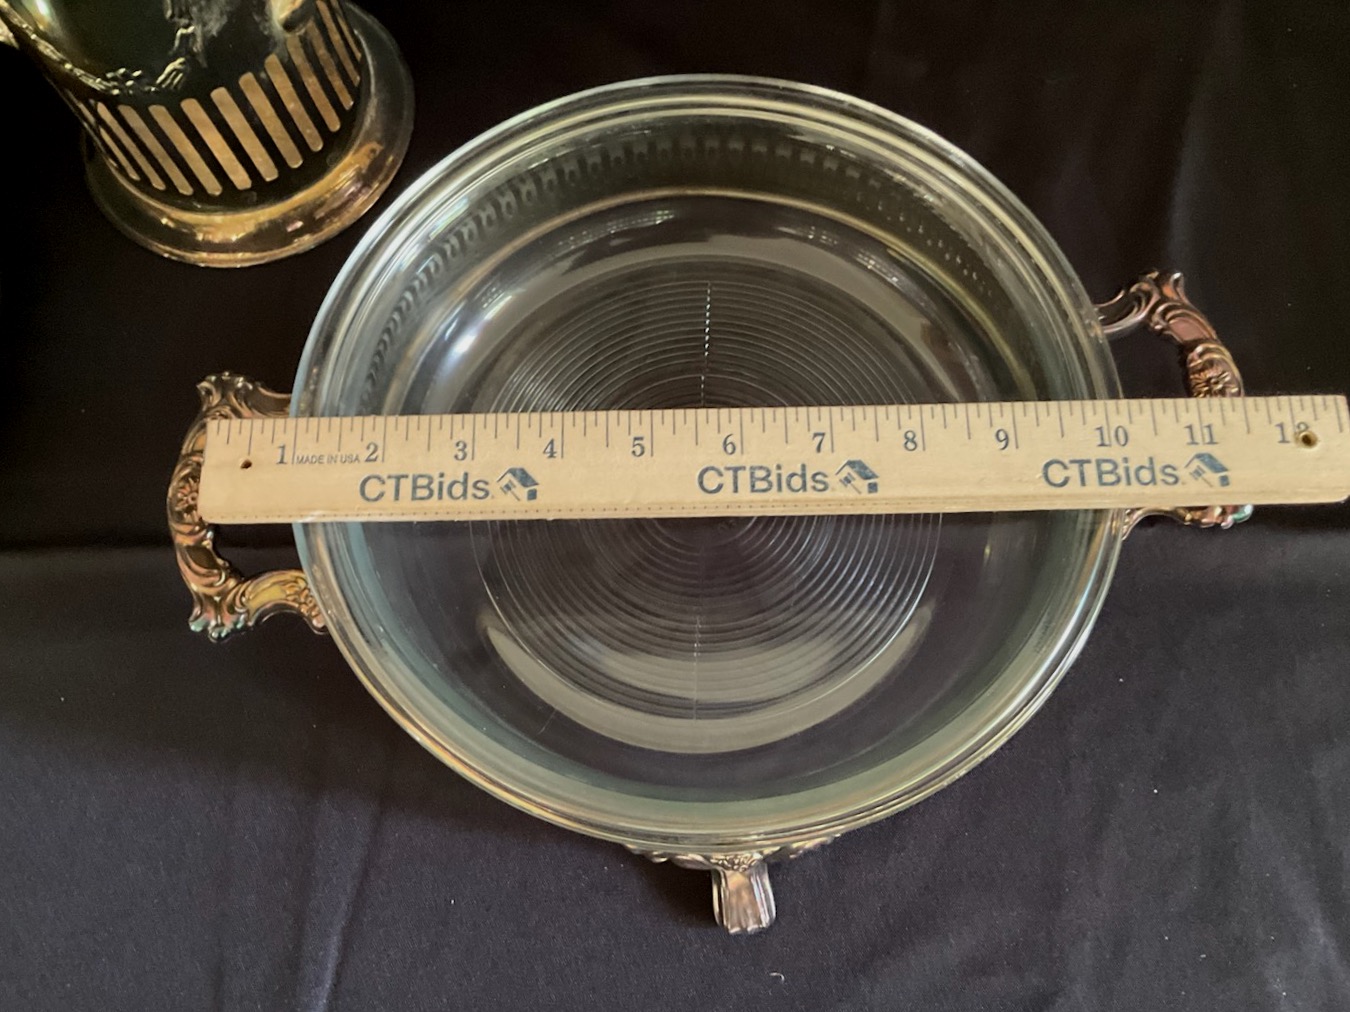 1 MADE IN USA 2 3 4 5 6 7 8 9 10 11 12
CTBids CTBids CTBids